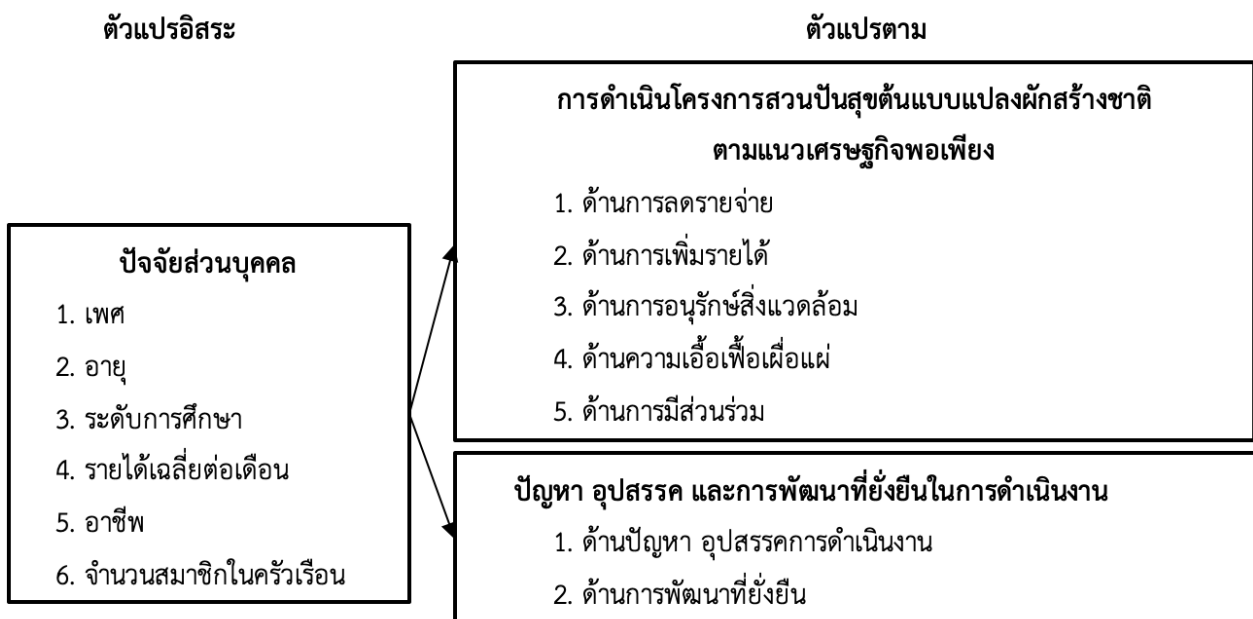 ตัวแปรอิสระ
ตัวแปรตาม
ปัจจัยส่วนบุคคล
1. เพศ
2. อายุ
3. ระดับการศึกษา
4. รายได้เฉลี่ยต่อเดือน
5. อาชีพ
6. จำนวนสมาชิกในครัวเรือน
การดำเนินโครงการสวนปันสุขต้นแบบแปลงผักสร้างชาติ
ตามแนวเศรษฐกิจพอเพียง
1. ด้านการลดรายจ่าย
2. ด้านการเพิ่มรายได้
3. ด้านการอนุรักษ์สิ่งแวดล้อม
4. ด้านความเอื้อเฟื้อเผื่อแผ่
5. ด้านการมีส่วนร่วม
ปัญหา อุปสรรค และการพัฒนาที่ยั่งยืนในการดำเนินงาน
1. ด้านปัญหา อุปสรรคการดำเนินงาน
2. ด้านการพัฒนาที่ยั่งยืน